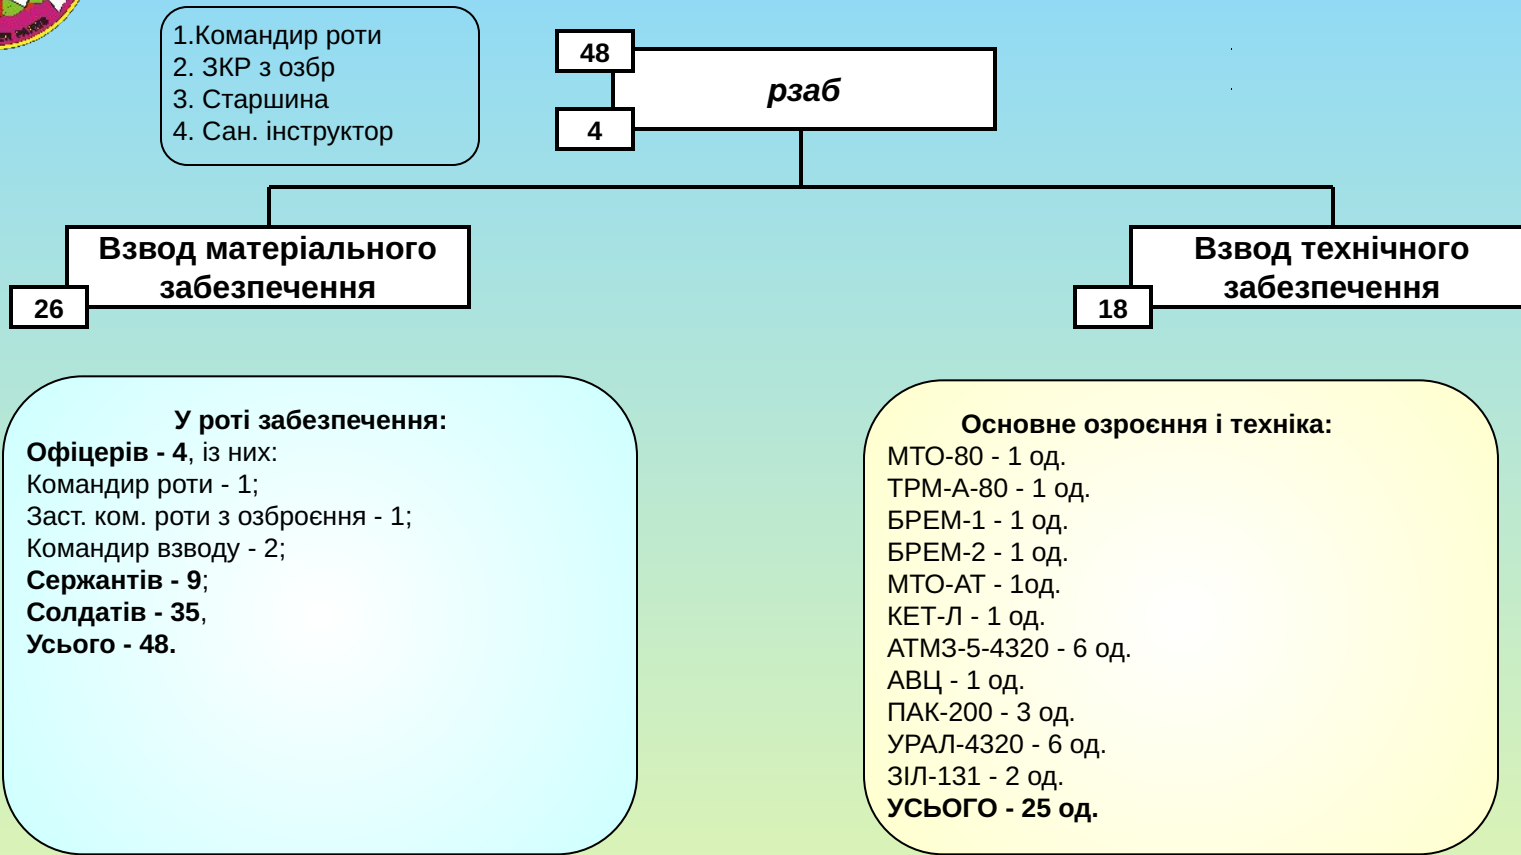 1.Командир роти
2. ЗКР з озбр
3. Старшина
4. Сан. інструктор
48
рзаб
4
Взвод матеріального
забезпечення
26
Взвод технічного
забезпечення
18
У роті забезпечення:
Офіцерів - 4, із них:
Командир роти - 1;
Заст. ком. роти з озброєння - 1;
Командир взводу - 2;
Сержантів - 9;
Солдатів - 35,
Усього - 48.
Основне озроєння і техніка:
МТО-80 - 1 од.
ТРМ-А-80 - 1 од.
БРЕМ-1 - 1 од.
БРЕМ-2 - 1 од.
МТО-АТ - 1од.
КЕТ-Л - 1 од.
АТМЗ-5-4320 - 6 од.
АВЦ - 1 од.
ПАК-200 - 3 од.
УРАЛ-4320 - 6 од.
ЗІЛ-131 - 2 од.
УСЬОГО - 25 од.